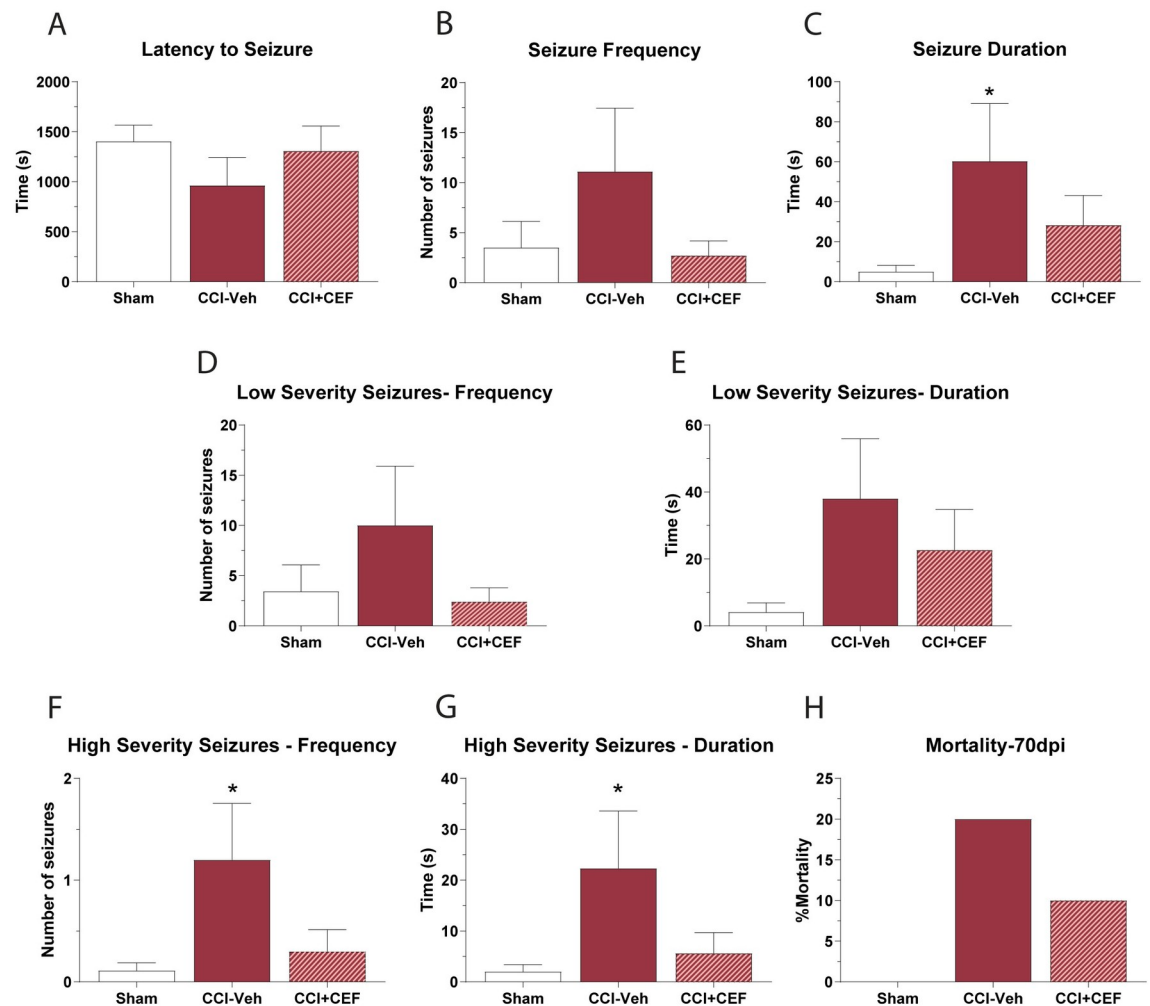 A
Latency to Seizure
Time (s)
2000
1500
1000
500
0
Sham CCI-Veh CCI+CEF
B
Seizure Frequency
Number of seizures
20
15
10
5
0
Sham CCI-Veh CCI+CEF
C
Seizure Duration
Time (s)
100
80
60
40
20
0
*
Sham CCI-Veh CCI+CEF
D
Low Severity Seizures- Frequency
Number of seizures
20
15
10
5
0
Sham CCI-Veh CCI+CEF
E
Low Severity Seizures- Duration
Time (s)
60
40
20
0
Sham CCI-Veh CCI+CEF
F
High Severity Seizures - Frequency
Number of seizures
2
1
0
*
Sham CCI-Veh CCI+CEF
G
High Severity Seizures - Duration
Time (s)
40
30
20
10
0
*
Sham CCI-Veh CCI+CEF
H
Mortality-70dpi
%Mortality
25
20
15
10
5
0
Sham CCI-Veh CCI+CEF